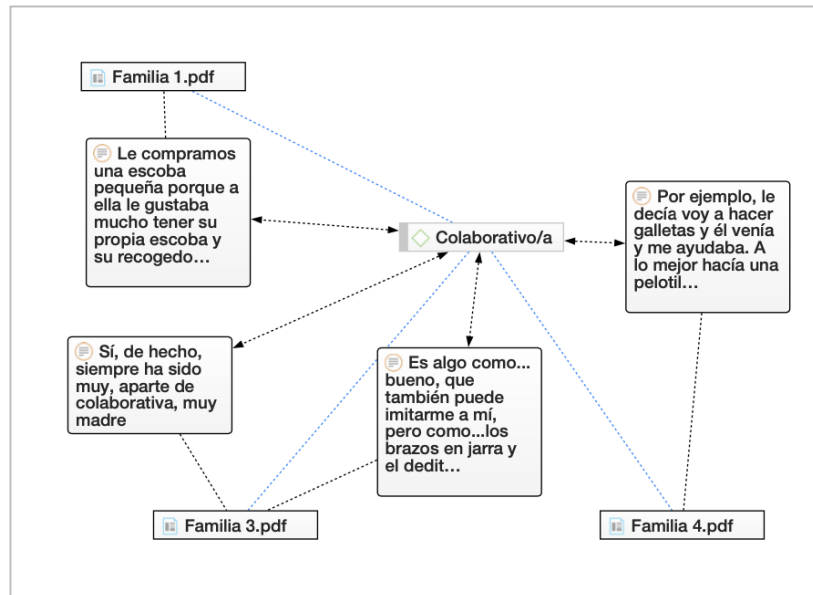 Familia 1.pdf
Le compramos
una escoba
pequeña porque a
ella le gustaba
mucho tener su
propia escoba y
su recogedo...
Colaborativo/a
Por ejemplo, le
decía voy a hacer
galletas y él venía
y me ayudaba. A
lo mejor hacía una
pelotil...
Sí, de hecho,
siempre ha sido
muy, aparte de
colaborativa, muy
madre
Es algo como...
bueno, que
también puede
imitarme a mí,
pero como...los
brazos en jarra y
el dedit...
Familia 3.pdf
Familia 4.pdf